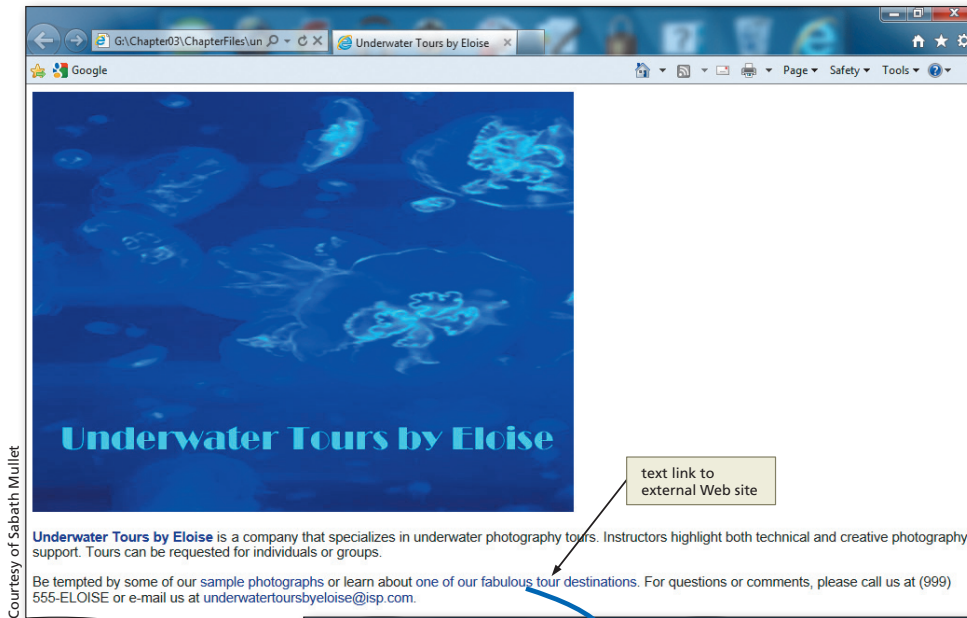 G:\Chapter03\ChapterFiles\un
Underwater Tours by Eloise
Google
Page
Safety
Tools
Underwater Tours by Eloise
text link to
external Web site
Underwater Tours by Eloise is a company that specializes in underwater photography tours. Instructors highlight both technical and creative photography
support. Tours can be requested for individuals or groups.
Be tempted by some of our sample photographs or learn about one of our fabulous tour destinations. For questions or comments, please call us at (999)
555-ELOISE or e-mail us at underwatertoursbyeloise@isp.com.
Courtesy of Sabath Mullet